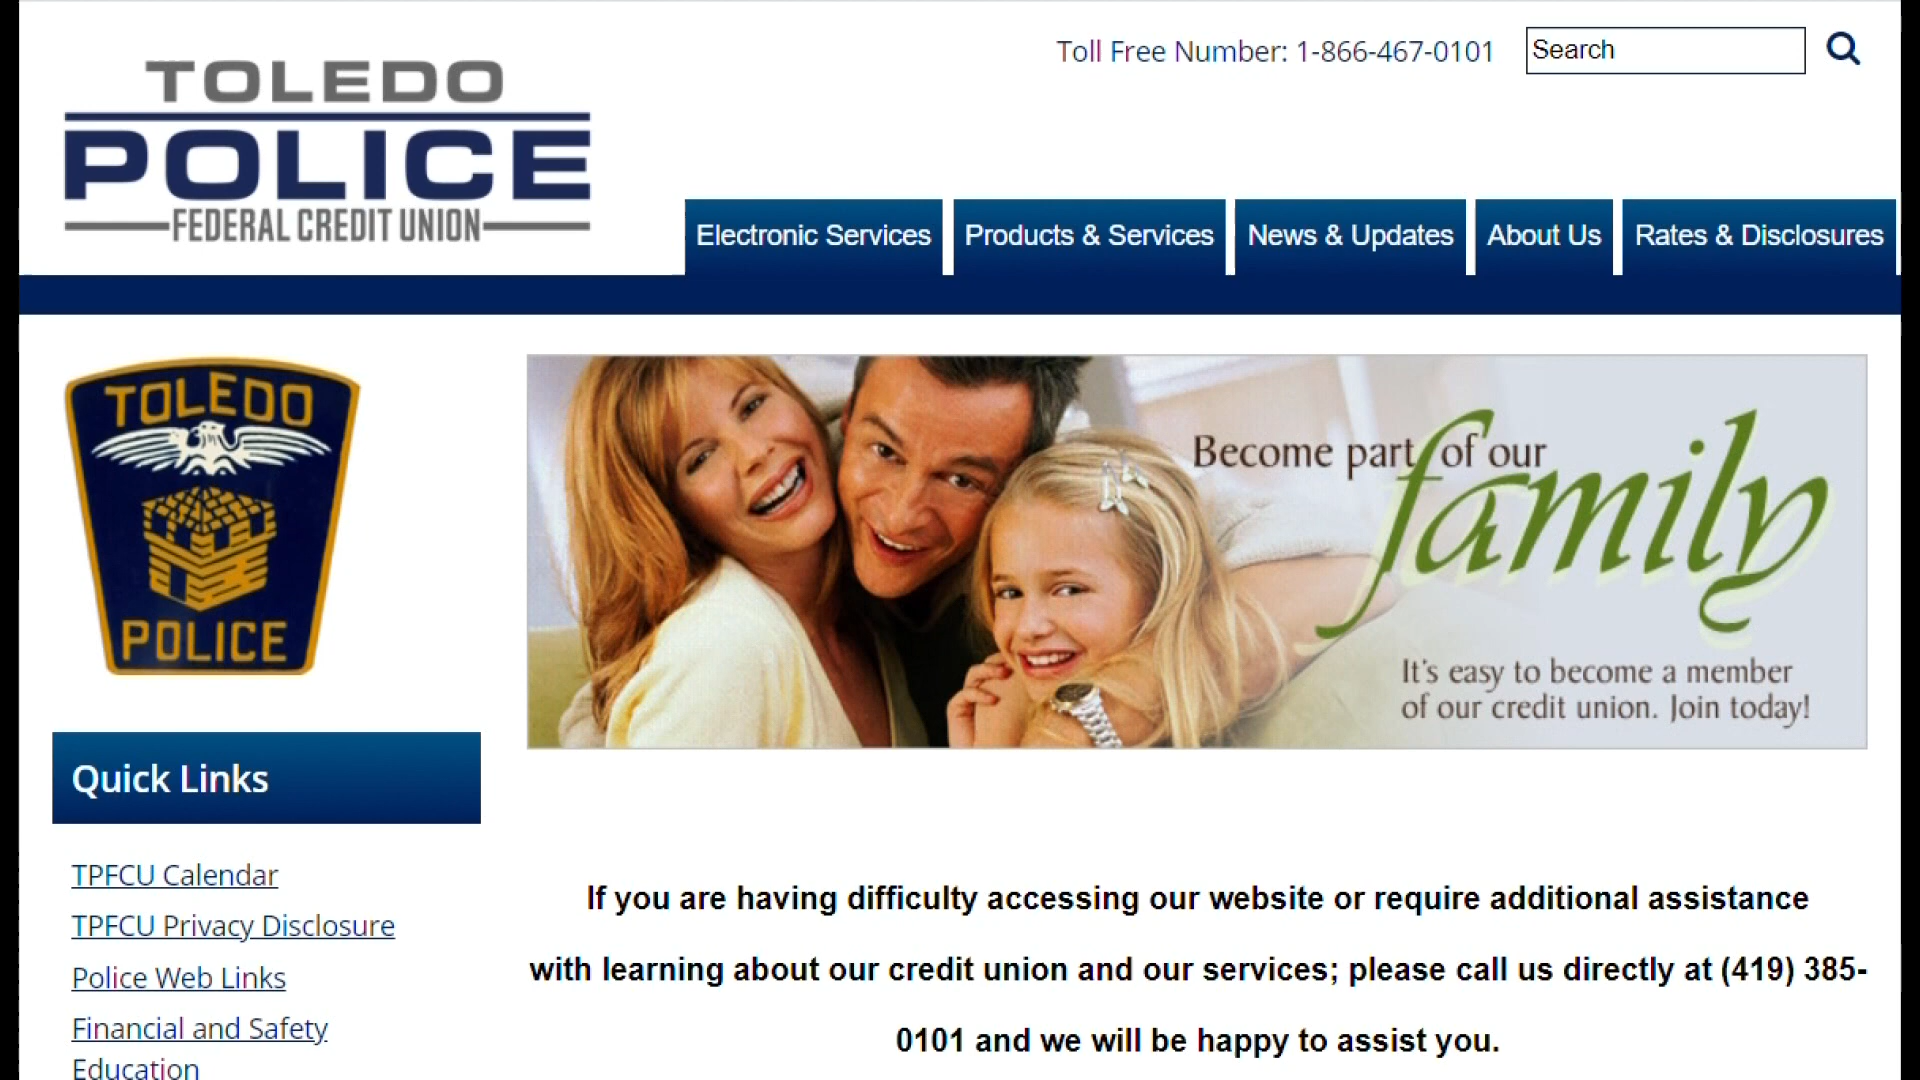 Toll Free Number: 1-866-467-0101
Search
TOLEDO
POLICE
FEDERAL CREDIT UNION
Electronic Services
Products & Services
News & Updates
About Us
Rates & Disclosures
TOLEDO
POLICE
Become part of our
family
It's easy to become a member
of our credit union. Join today!
Quick Links
TPFCU Calendar
TPFCU Privacy Disclosure
Police Web Links
Financial and Safety
Education
If you are having difficulty accessing our website or require additional assistance
with learning about our credit union and our services; please call us directly at (419) 385-
0101 and we will be happy to assist you.